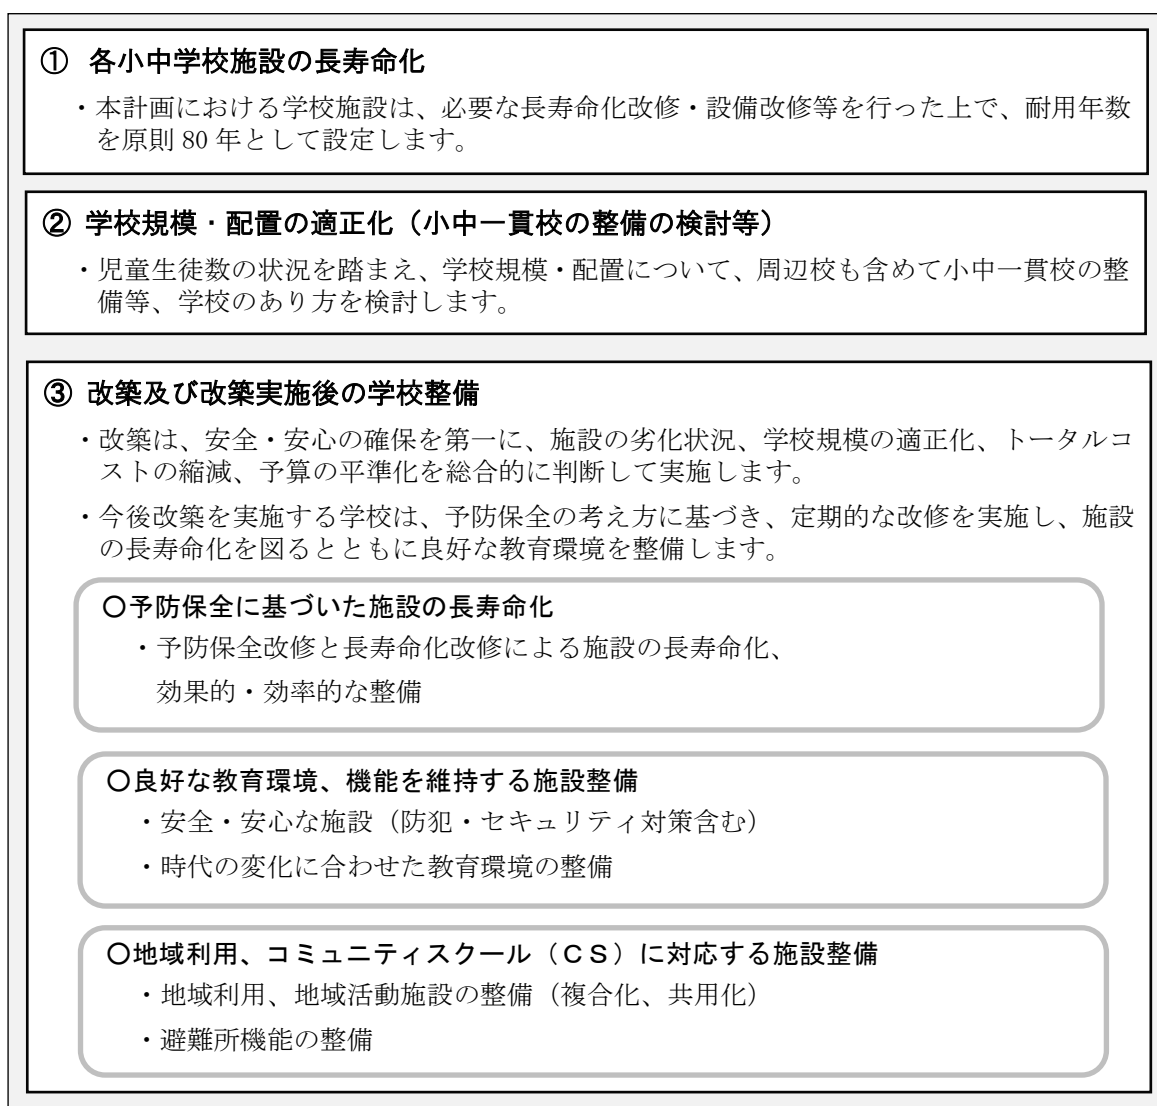 ① 各小中学校施設の長寿命化
・本計画における学校施設は、必要な長寿命化改修・設備改修等を行った上で、耐用年数
を原則 80 年として設定します。
② 学校規模・配置の適正化（小中一貫校の整備の検討等）
・児童生徒数の状況を踏まえ、学校規模・配置について、周辺校も含めて小中一貫校の整
備等、学校のあり方を検討します。
③ 改築及び改築実施後の学校整備
・改築は、安全・安心の確保を第一に、施設の劣化状況、学校規模の適正化、トータルコ
ストの縮減、予算の平準化を総合的に判断して実施します。
・今後改築を実施する学校は、予防保全の考え方に基づき、定期的な改修を実施し、施設
の長寿命化を図るとともに良好な教育環境を整備します。
〇予防保全に基づいた施設の長寿命化
・予防保全改修と長寿命化改修による施設の長寿命化、
効果的・効率的な整備
〇良好な教育環境、機能を維持する施設整備
・安全・安心な施設（防犯・セキュリティ対策含む）
・時代の変化に合わせた教育環境の整備
〇地域利用、コミュニティスクール（ＣＳ）に対応する施設整備
・地域利用、地域活動施設の整備（複合化、共用化）
・避難所機能の整備